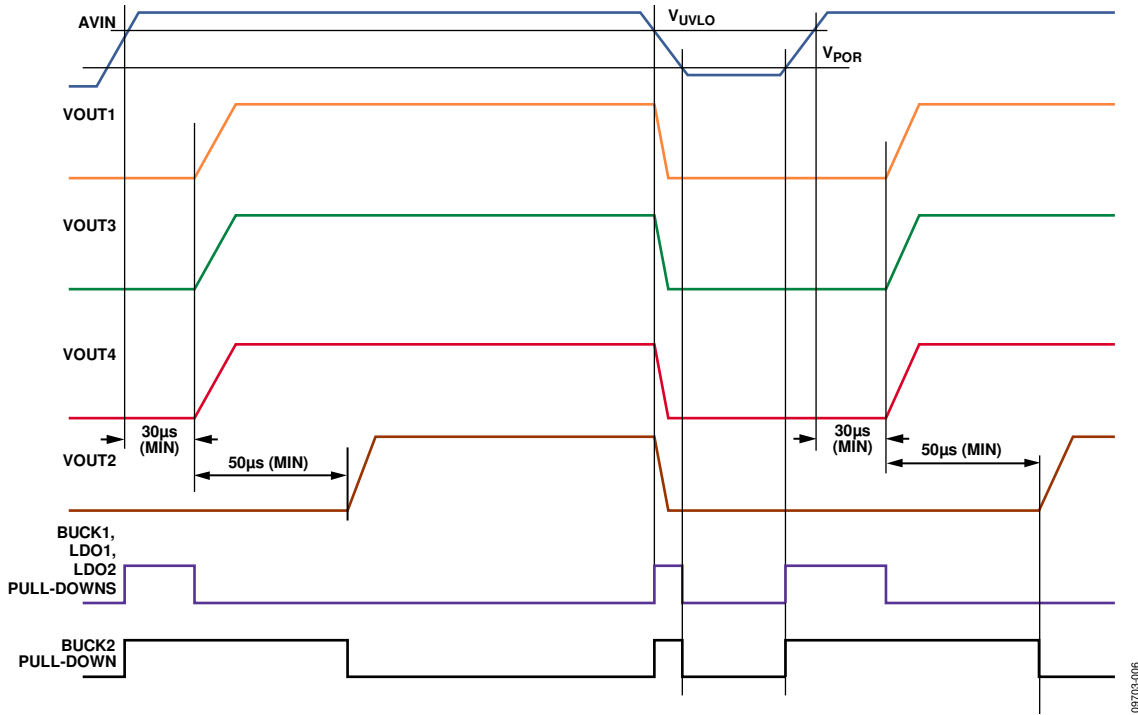 AVIN
VUVLO
VPOR
VOUT1
VOUT3
VOUT4
30µs
(MIN)
30µs
(MIN)
VOUT2
50µs (MIN)
50µs (MIN)
BUCK1,
LDO1,
LDO2
PULL-DOWNS
BUCK2
PULL-DOWN
09703-006